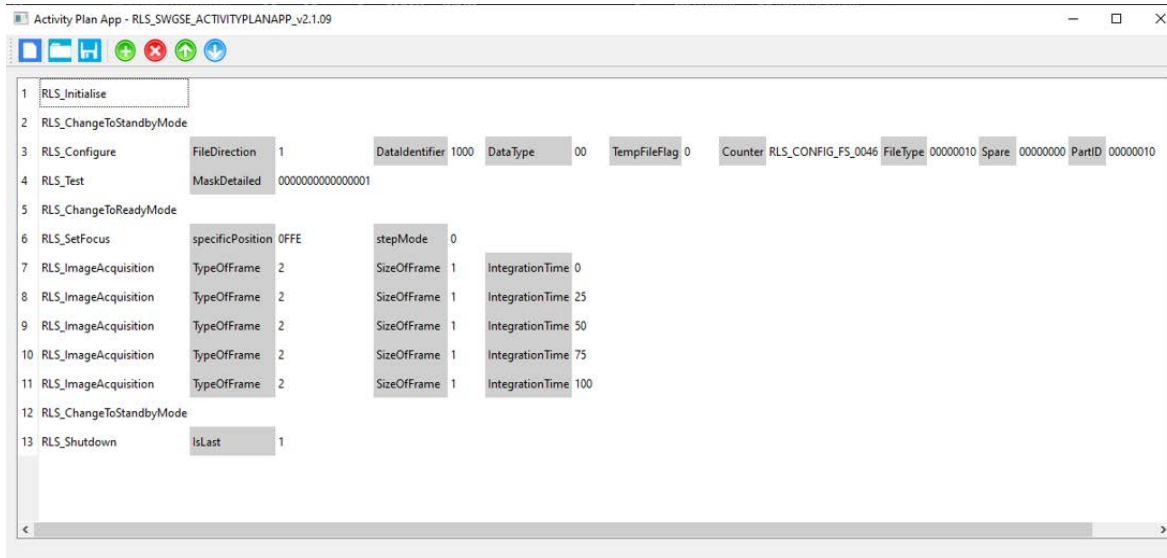 Activity Plan App - RLS_SWGSE_ACTIVITYPLANAPP_v2.1.09
1 RLS_Initialise
2 RLS_ChangeToStandbyMode
3 RLS_Configure FileDirection 1 DataIdentifier 1000 DataType 00 TempFileFlag 0 Counter RLS_CONFIG_FS_0046 FileType 00000010 Spare 00000000 PartID 00000010
4 RLS_Test MaskDetailed 0000000000000001
5 RLS_ChangeToReadyMode
6 RLS_SetFocus specificPosition 0FFE stepMode 0
7 RLS_ImageAcquisition TypeOfFrame 2 SizeOfFrame 1 IntegrationTime 0
8 RLS_ImageAcquisition TypeOfFrame 2 SizeOfFrame 1 IntegrationTime 25
9 RLS_ImageAcquisition TypeOfFrame 2 SizeOfFrame 1 IntegrationTime 50
10 RLS_ImageAcquisition TypeOfFrame 2 SizeOfFrame 1 IntegrationTime 75
11 RLS_ImageAcquisition TypeOfFrame 2 SizeOfFrame 1 IntegrationTime 100
12 RLS_ChangeToStandbyMode
13 RLS_Shutdown IsLast 1